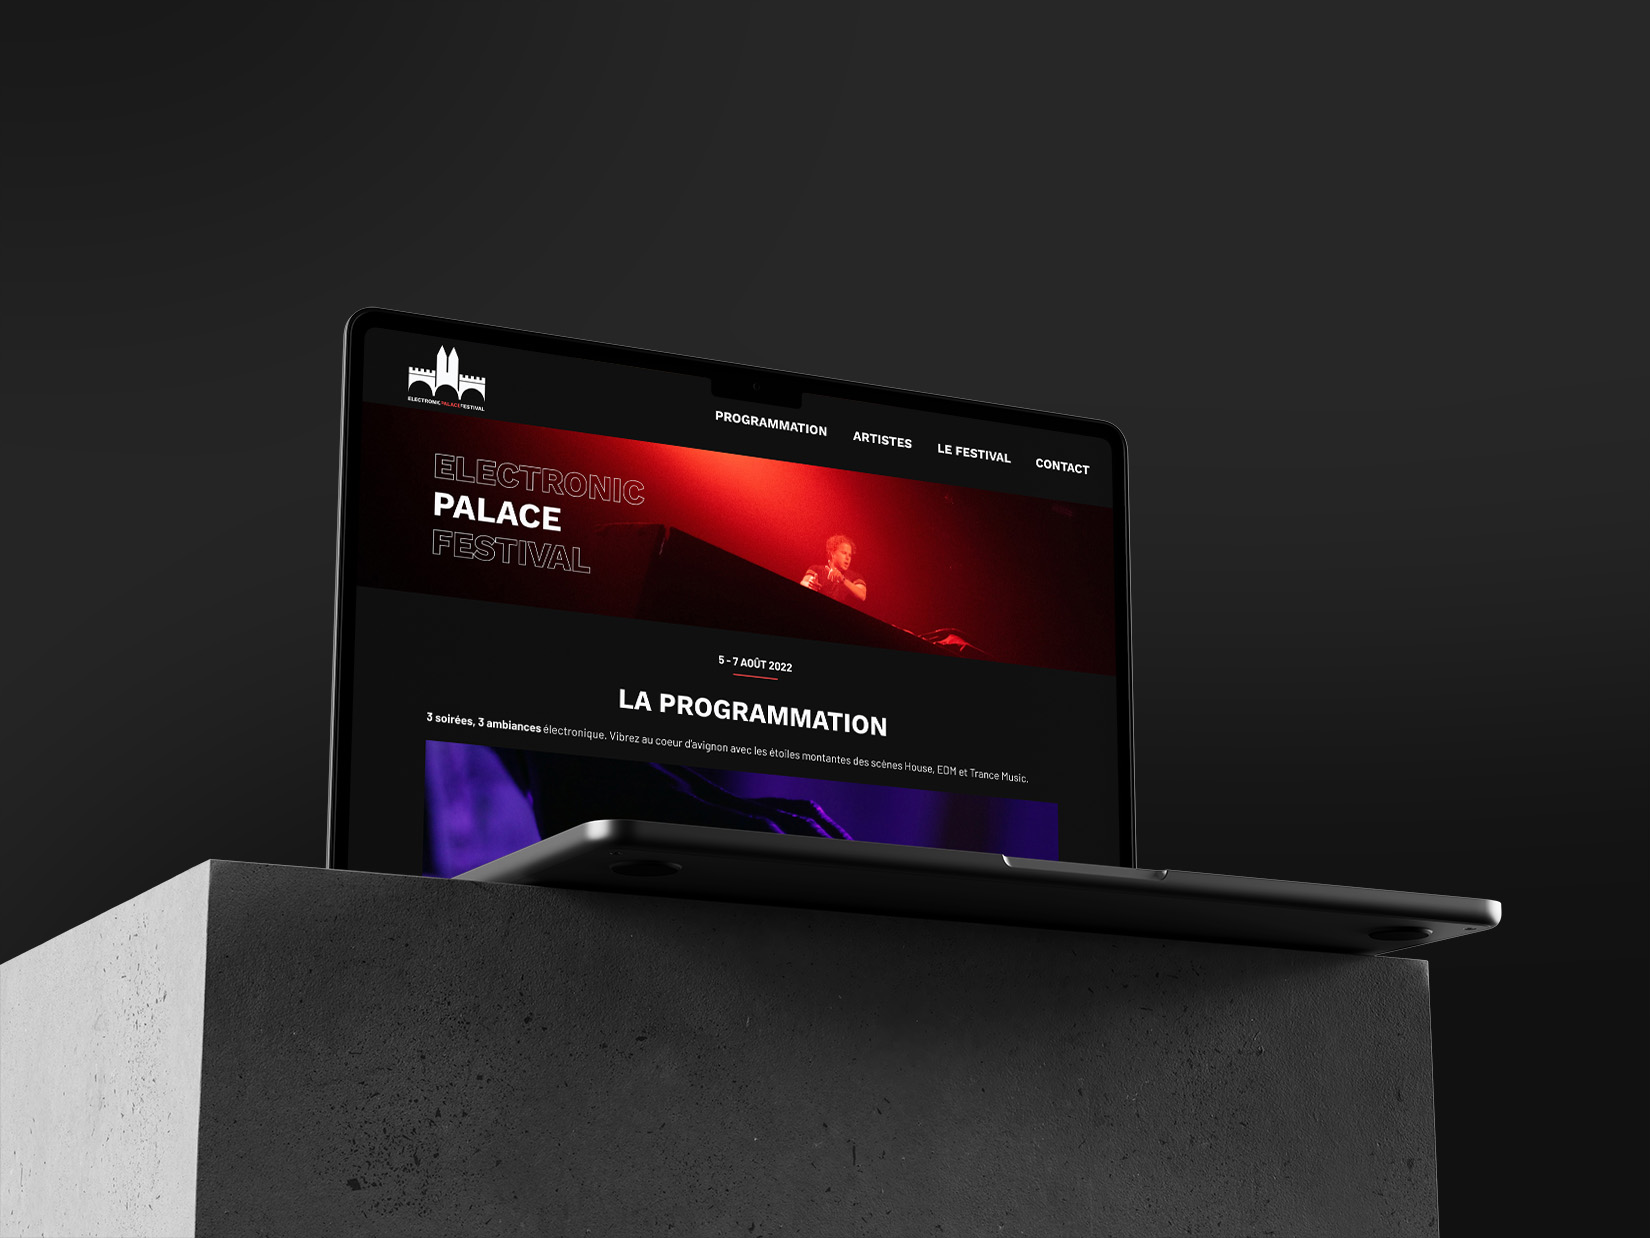 ELECTRONIC PALACE FESTIVAL
PROGRAMMATION
ARTISTES
LE FESTIVAL
CONTACT
ELECTRONIC
PALACE
FESTIVAL
5 - 7 AOÛT 2022
LA PROGRAMMATION
3 soirées, 3 ambiances électronique. Vibrez au coeur d'avignon avec les étoiles montantes des scènes House, EDM et Trance Music.